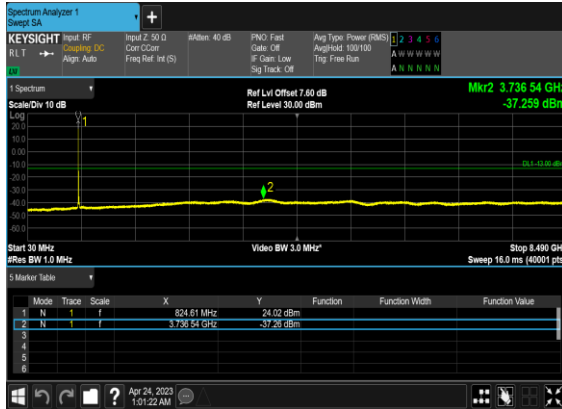 Spectrum Analyzer 1
Swept SA
+
KEYSIGHT Input: RF Input Z: 50 Ω #Atten: 40 dB PNO: Fast Avg Type: Power (RMS) 1 2 3 4 5 6
RLT Coupling: DC Corr CCorr Gate: Off Avg|Hold: 100/100 A W W W W W
Align: Auto Freq Ref: Int (S) IF Gain: Low Trig: Free Run
Sig Track: Off A N N N N N
1 Spectrum Ref Lvl Offset 7.60 dB Mkr2 3.736 54 GHz
Scale/Div 10 dB Ref Level 30.00 dBm -37.259 dBm
Log
20.0
10.0
0.00
-10.0
DL1 -13.00 dBm
-20.0
-30.0
-40.0
-50.0
-60.0
1
2
Start 30 MHz Video BW 3.0 MHz* Stop 8.490 GHz
#Res BW 1.0 MHz Sweep 16.0 ms (40001 pts)
5 Marker Table
Mode Trace Scale X Y Function Function Width Function Value
1 N 1 f 824.61 MHz 24.02 dBm
2 N 1 f 3.736 54 GHz -37.26 dBm
3
4
5
6
? Apr 24, 2023
1:01:22 AM